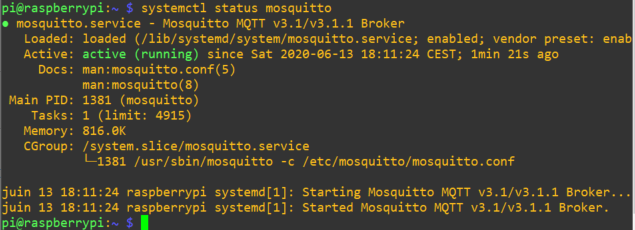 pi@raspberrypi:~ $ systemctl status mosquitto
● mosquitto.service - Mosquitto MQTT v3.1/v3.1.1 Broker
   Loaded: loaded (/lib/systemd/system/mosquitto.service; enabled; vendor preset: enab
   Active: active (running) since Sat 2020-06-13 18:11:24 CEST; 1min 21s ago
     Docs: man:mosquitto.conf(5)
           man:mosquitto(8)
 Main PID: 1381 (mosquitto)
    Tasks: 1 (limit: 4915)
   Memory: 816.0K
   CGroup: /system.slice/mosquitto.service
           └─1381 /usr/sbin/mosquitto -c /etc/mosquitto/mosquitto.conf

juin 13 18:11:24 raspberrypi systemd[1]: Starting Mosquitto MQTT v3.1/v3.1.1 Broker...
juin 13 18:11:24 raspberrypi systemd[1]: Started Mosquitto MQTT v3.1/v3.1.1 Broker.
pi@raspberrypi:~ $